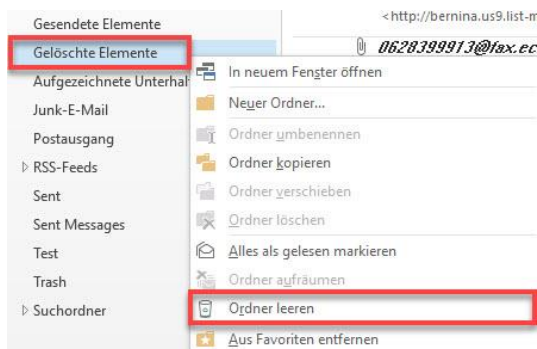 Gesendete Elemente
<http://bernina.us9.list-m
Gelöschte Elemente
0628399913@fax.ec
Aufgezeichnete Unterhal
In neuem Fenster öffnen
Junk-E-Mail
Neuer Ordner...
Postausgang
Ordner umbenennen
RSS-Feeds
Ordner kopieren
Sent
Ordner verschieben
Sent Messages
Ordner löschen
Test
Alles als gelesen markieren
Trash
Ordner aufräumen
Suchordner
Ordner leeren
Aus Favoriten entfernen